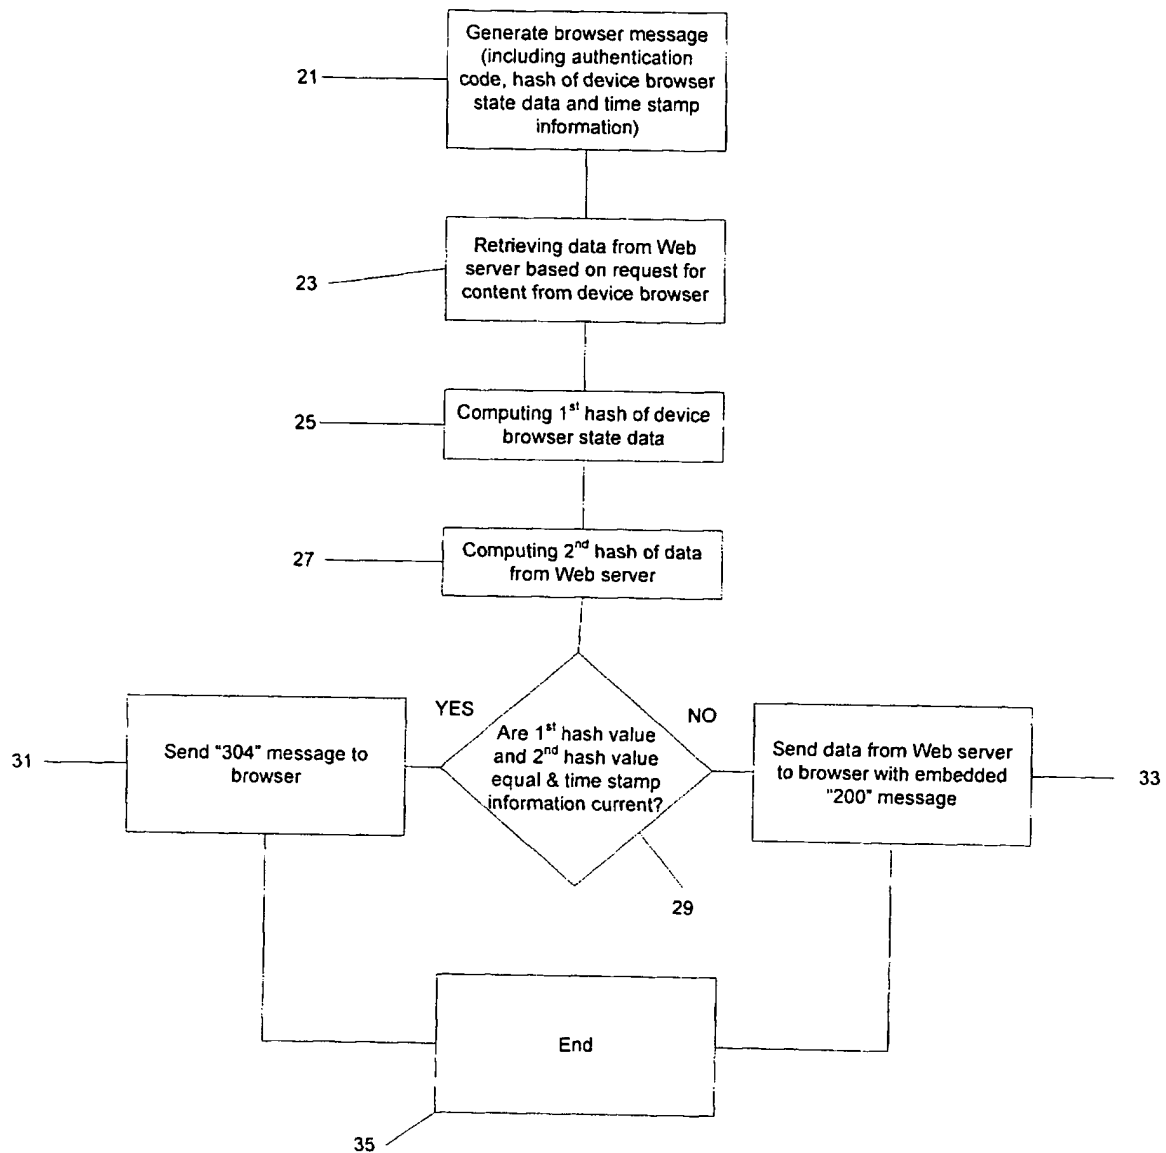 Generate browser message
(including authentication
21
code, hash of device browser
state data and time stamp
information)
Retrieving data from Web
server based on request for
23
content from device browser
25
Computing 1st hash of device
browser state data
27
Computing 2nd hash of data
from Web server
YES
NO
31
Send "304" message to
browser
Are 1st hash value
and 2nd hash value
equal & time stamp
information current?
Send data from Web server
to browser with embedded
"200" message
33
29
End
35